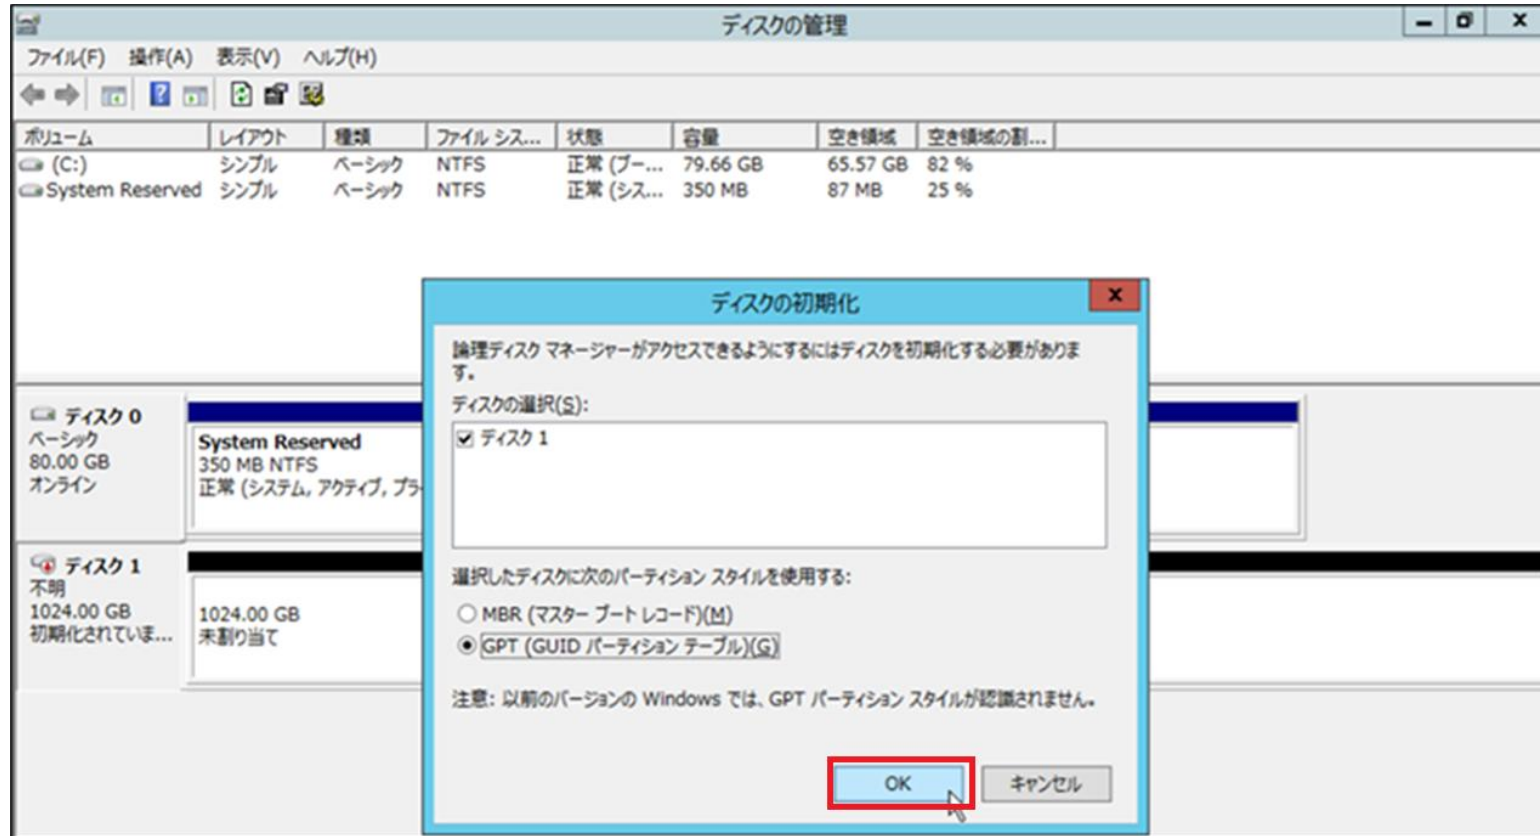 ディスクの管理
ファイル(F) 操作(A) 表示(V) ヘルプ(H)
ボリューム レイアウト 種類 ファイル シス... 状態 容量 空き領域 空き領域の割...
(C:) シンプル ベーシック NTFS 正常 (ブー... 79.66 GB 65.57 GB 82 %
System Reserved シンプル ベーシック NTFS 正常 (シス... 350 MB 87 MB 25 %
ディスクの初期化
x
論理ディスク マネージャーがアクセスできるようにするにはディスクを初期化する必要がありま
す。
ディスクの選択(S):
ディスク 1
選択したディスクに次のパーティション スタイルを使用する:
MBR (マスター ブート レコード)(M)
GPT (GUID パーティション テーブル)(G)
注意: 以前のバージョンの Windows では、GPT パーティション スタイルが認識されません。
OK キャンセル
ディスク 0
ベーシック
80.00 GB
オンライン
System Reserved
350 MB NTFS
正常 (システム, アクティブ, プラ
ディスク 1
不明
1024.00 GB
初期化されていま...
1024.00 GB
未割り当て